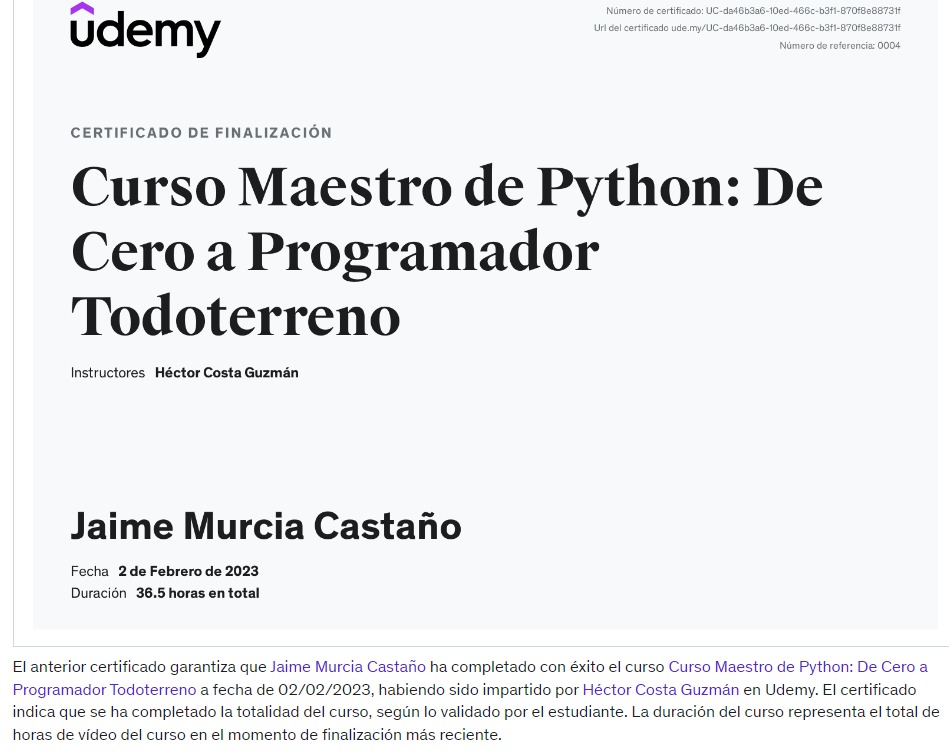 udemy
Número de certificado: UC-da46b3a6-10ed-466c-b3f1-870f8e88731f
Url del certificado ude.my/UC-da46b3a6-10ed-466c-b3f1-870f8e88731f
Número de referencia: 0004
CERTIFICADO DE FINALIZACIÓN
Curso Maestro de Python: De
Cero a Programador
Todoterreno
Instructores Héctor Costa Guzmán
Jaime Murcia Castaño
Fecha 2 de Febrero de 2023
Duración 36.5 horas en total
El anterior certificado garantiza que Jaime Murcia Castaño ha completado con éxito el curso Curso Maestro de Python: De Cero a
Programador Todoterreno a fecha de 02/02/2023, habiendo sido impartido por Héctor Costa Guzmán en Udemy. El certificado
indica que se ha completado la totalidad del curso, según lo validado por el estudiante. La duración del curso representa el total de
horas de vídeo del curso en el momento de finalización más reciente.